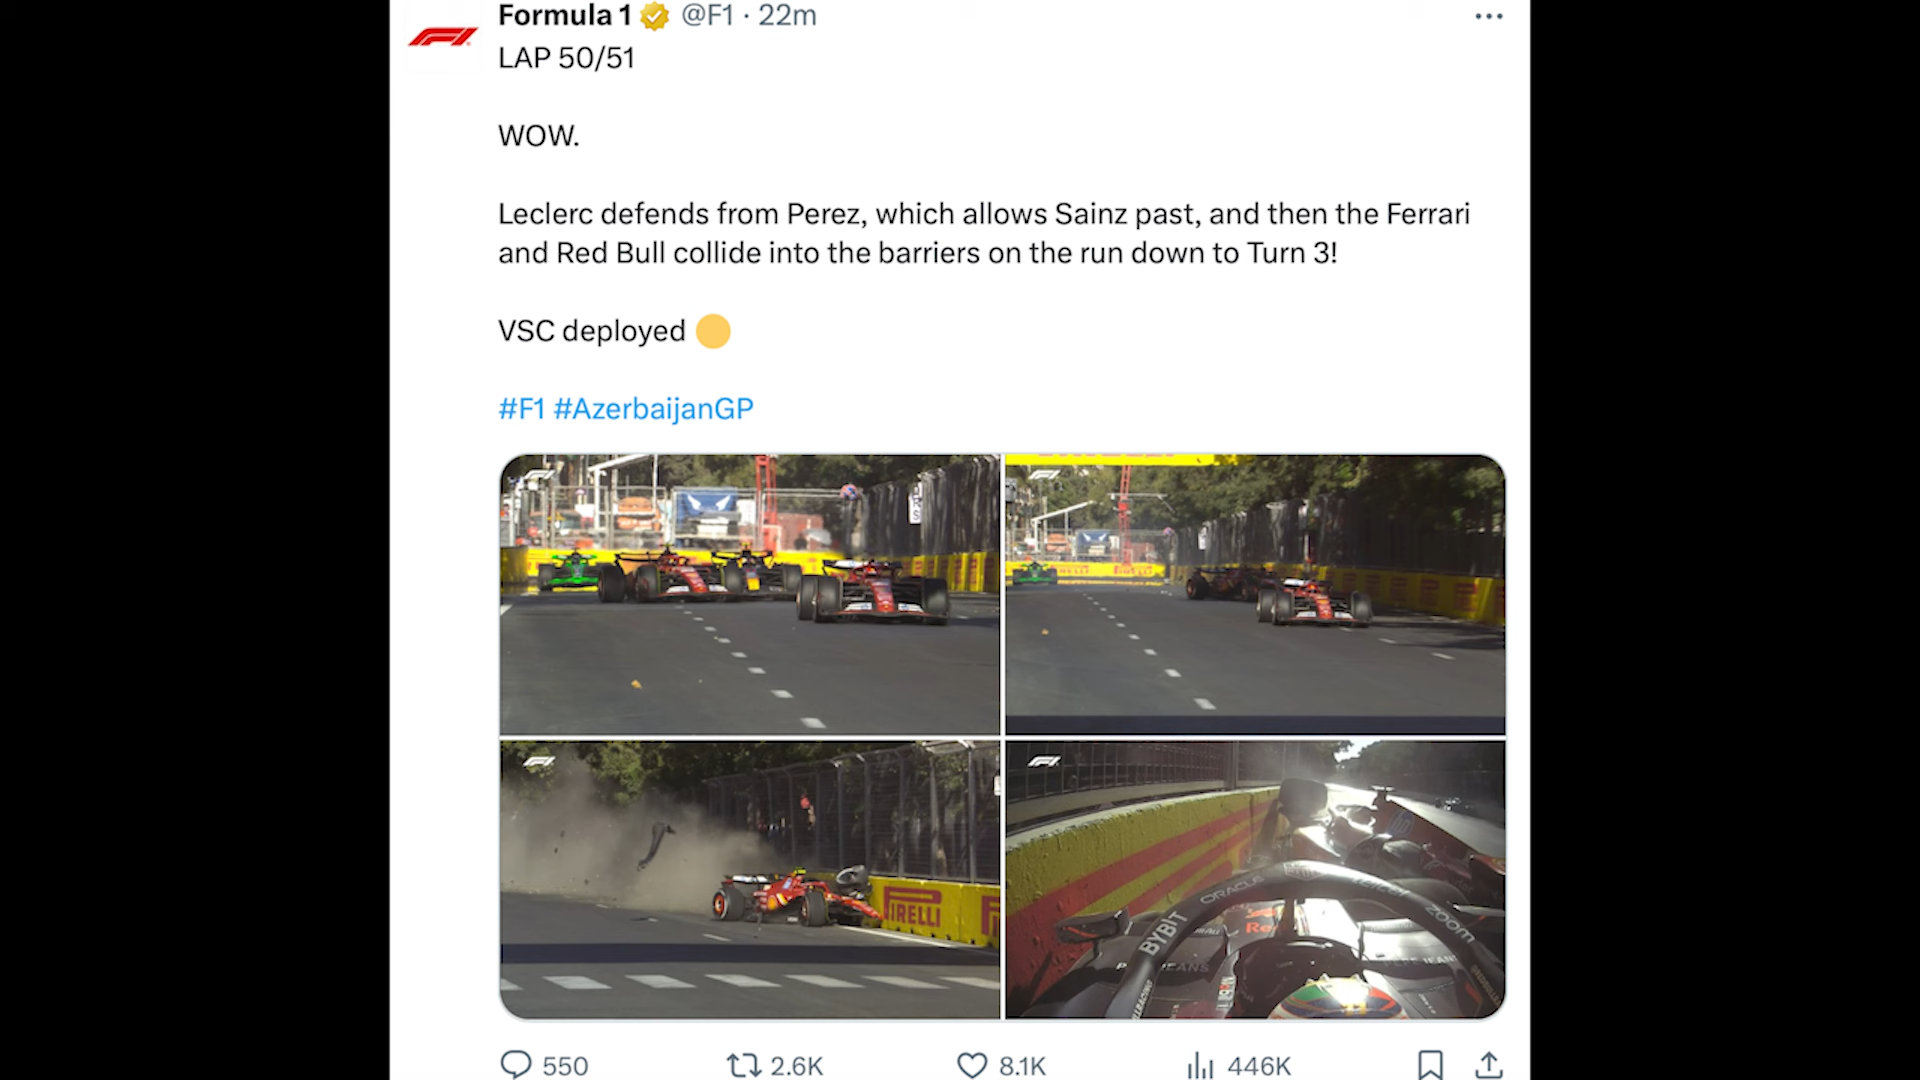 Formula 1 @F1 · 22m
LAP 50/51
WOW.
Leclerc defends from Perez, which allows Sainz past, and then the Ferrari
and Red Bull collide into the barriers on the run down to Turn 3!
VSC deployed
#F1 #AzerbaijanGP
DRS
PIRELLI
ORACLE
BYBIT
ZOOM
550 2.6K 8.1K 446K